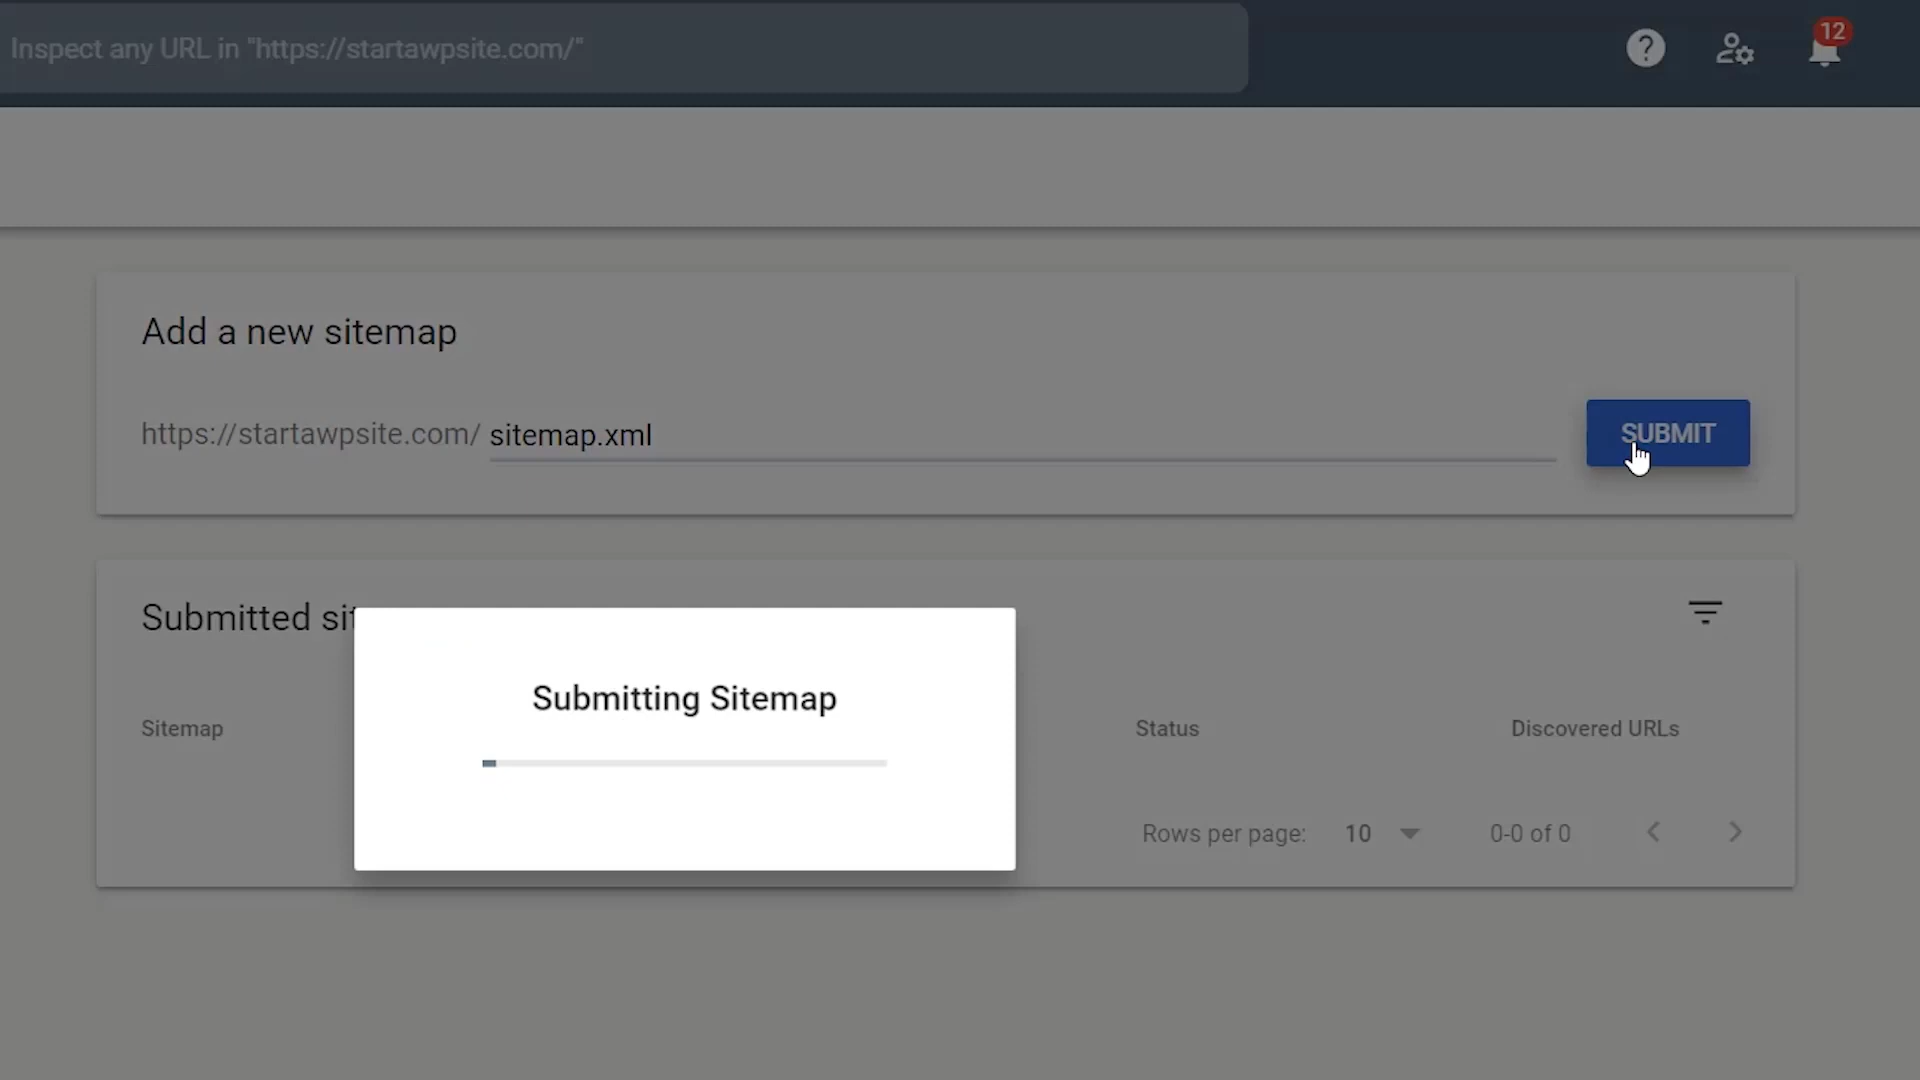 Inspect any URL in "https://startawpsite.com/"
12
Add a new sitemap
https://startawpsite.com/ sitemap.xml
SUBMIT
Submitted sit
Submitting Sitemap
Sitemap
Status
Discovered URLs
Rows per page: 10
0-0 of 0